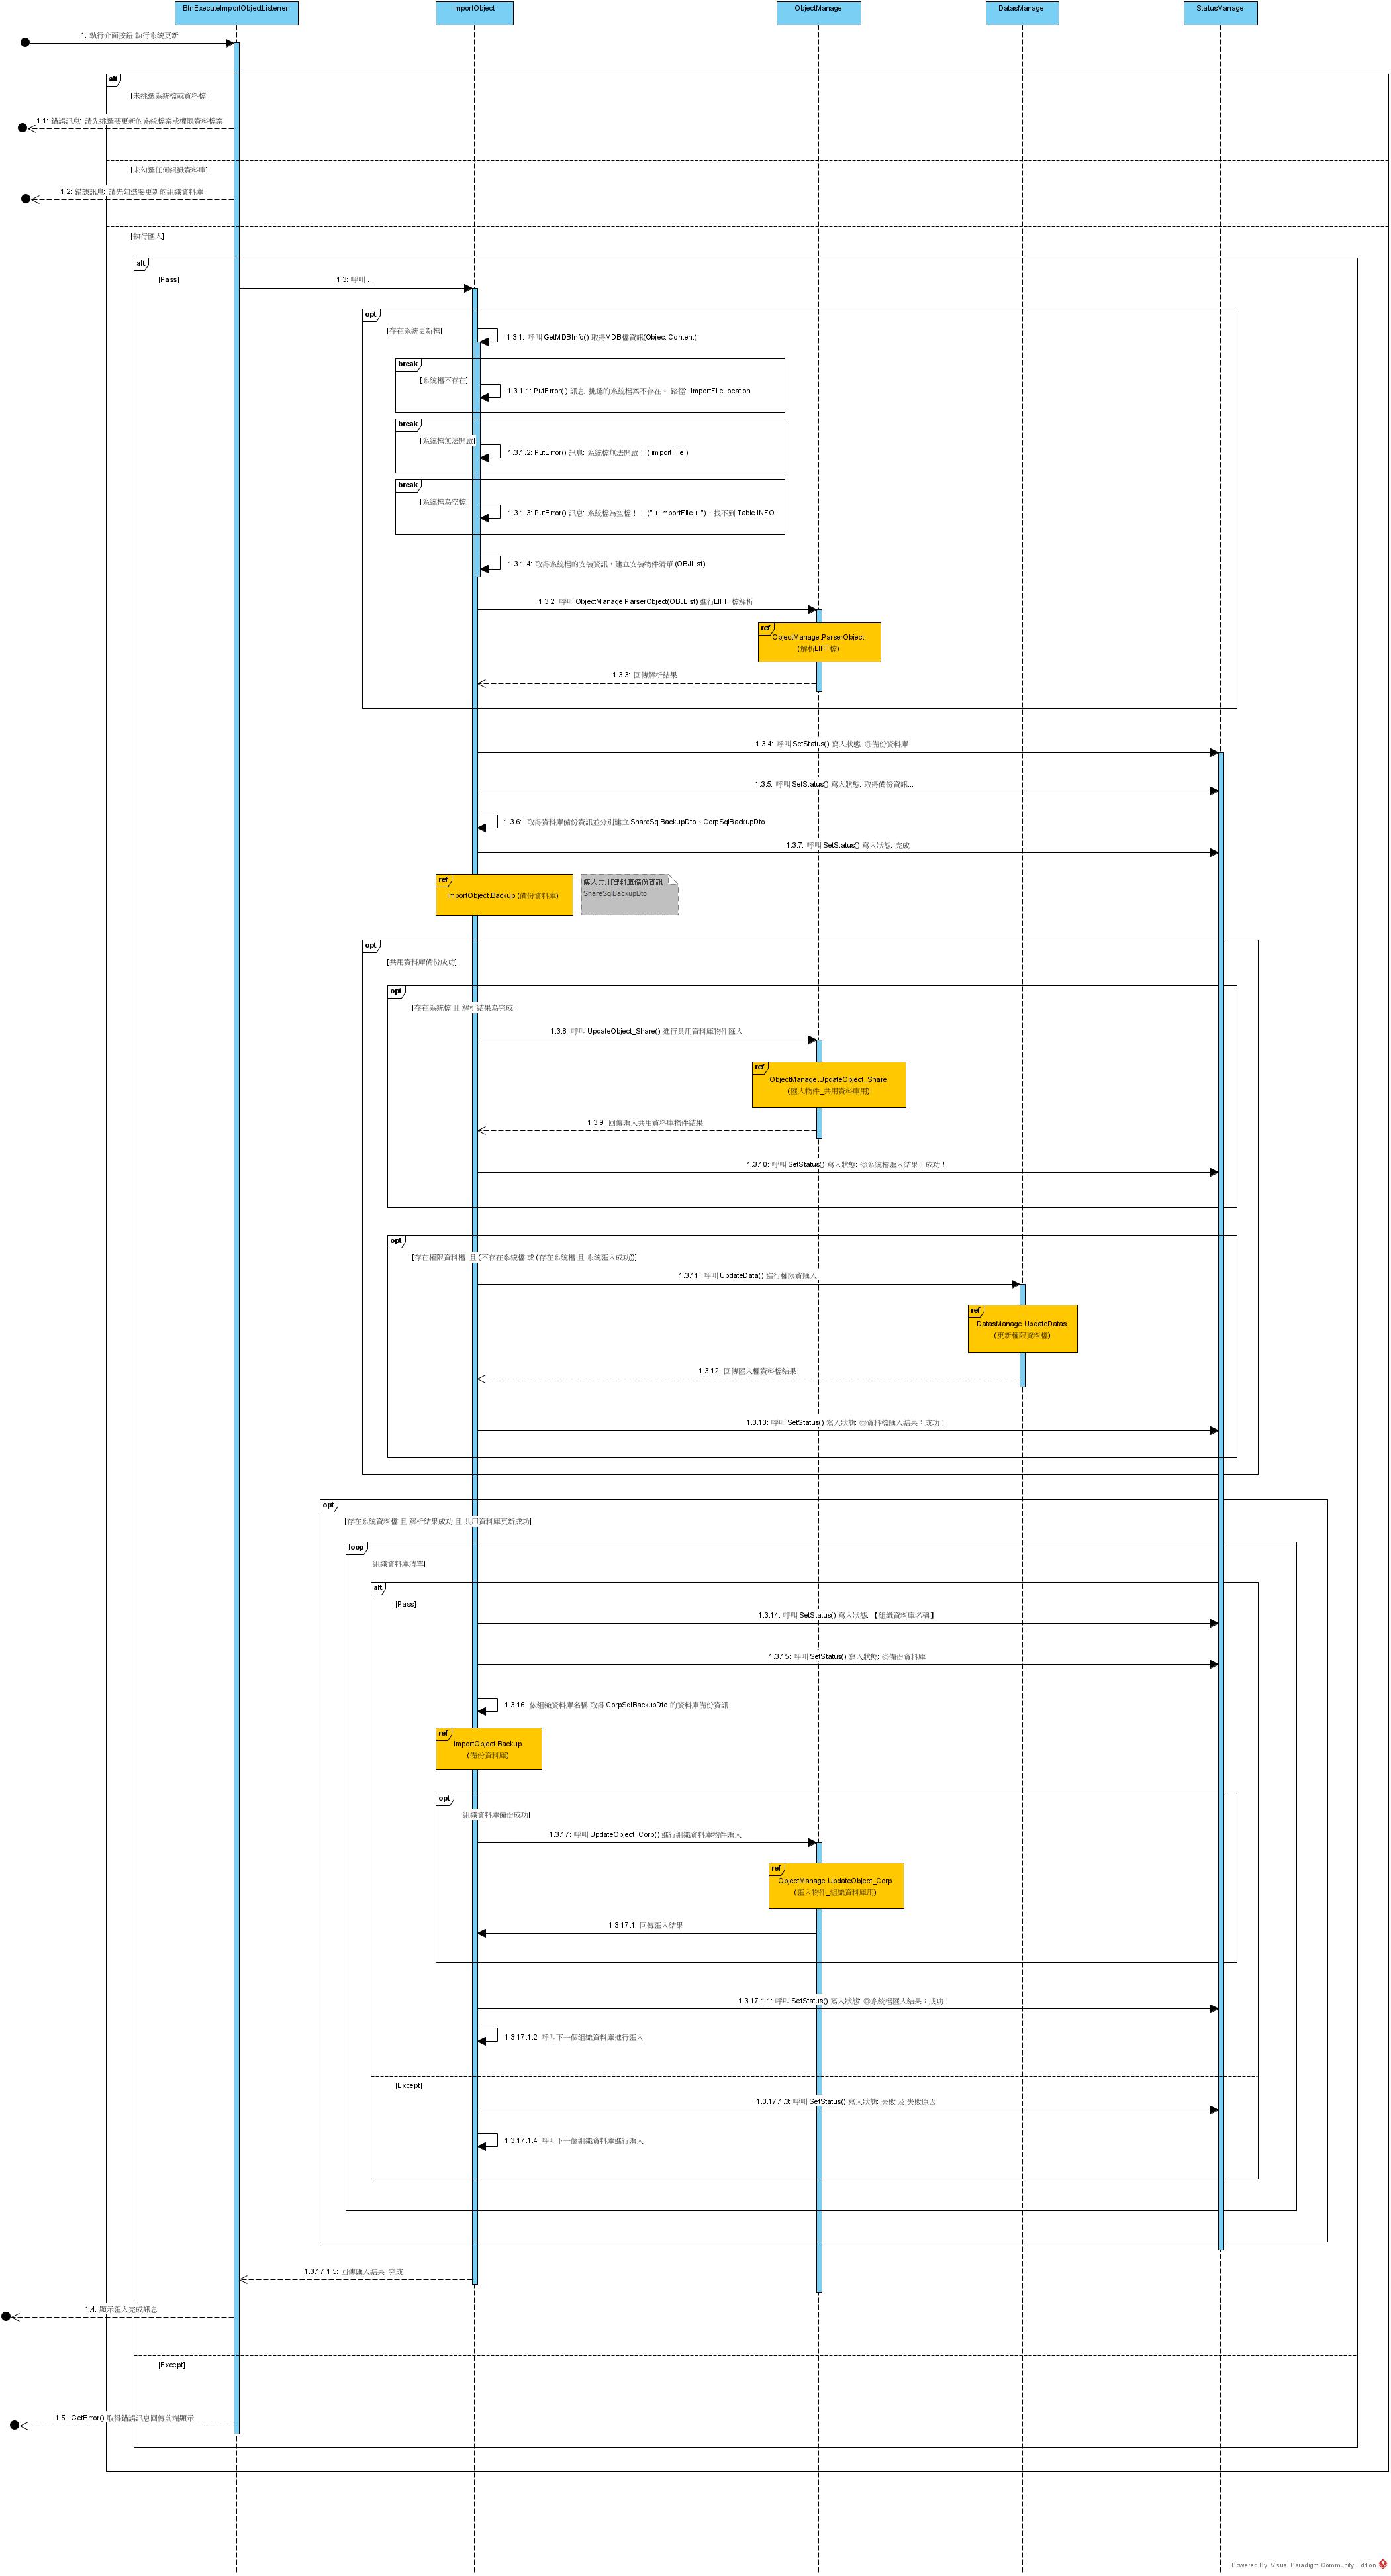 BtnExecuteImportObjectListener
ImportObject
ObjectManage
DatasManage
StatusManage
1: 執行介面按鈕.執行系統更新
alt
[未挑選系統檔或資料檔]
1.1: 錯誤訊息: 請先挑選要更新的系統檔案或權限資料檔案
[未勾選任何組織資料庫]
1.2: 錯誤訊息: 請先勾選要更新的組織資料庫
[執行匯入]
alt
[Pass]
1.3: 呼叫 ...
opt
[存在系統更新檔]
1.3.1: 呼叫 GetMDBInfo() 取得MDB檔資訊(Object Content)
break
[系統檔不存在]
1.3.1.1: PutError( ) 訊息: 挑選的系統檔案不存在。 路徑: importFileLocation
break
[系統檔無法開啟]
1.3.1.2: PutError() 訊息: 系統檔無法開啟！ ( importFile )
break
[系統檔為空檔]
1.3.1.3: PutError() 訊息: 系統檔為空檔！！ (" + importFile + ")，找不到 Table.INFO
1.3.1.4: 取得系統檔的安裝資訊，建立安裝物件清單 (OBJList)
1.3.2: 呼叫 ObjectManage.ParserObject(OBJList) 進行LIFF 檔解析
ref
ObjectManage.ParserObject
(解析LIFF檔)
1.3.3: 回傳解析結果
1.3.4: 呼叫 SetStatus() 寫入狀態: ◎備份資料庫
1.3.5: 呼叫 SetStatus() 寫入狀態: 取得備份資訊...
1.3.6: 取得資料庫備份資訊並分別建立 ShareSqlBackupDto、CorpSqlBackupDto
1.3.7: 呼叫 SetStatus() 寫入狀態: 完成
ref
ImportObject.Backup (備份資料庫)
傳入共用資料庫備份資訊
ShareSqlBackupDto
opt
[共用資料庫備份成功]
opt
[存在系統檔 且 解析結果為完成]
1.3.8: 呼叫 UpdateObject_Share() 進行共用資料庫物件匯入
ref
ObjectManage.UpdateObject_Share
(匯入物件_共用資料庫用)
1.3.9: 回傳匯入共用資料庫物件結果
1.3.10: 呼叫 SetStatus() 寫入狀態: ◎系統檔匯入結果：成功！
opt
[存在權限資料檔 且 (不存在系統檔 或 (存在系統檔 且 系統匯入成功))]
1.3.11: 呼叫 UpdateData() 進行權限資匯入
ref
DatasManage.UpdateDatas
(更新權限資料檔)
1.3.12: 回傳匯入權資料檔結果
1.3.13: 呼叫 SetStatus() 寫入狀態: ◎資料檔匯入結果：成功！
opt
[存在系統資料檔 且 解析結果成功 且 共用資料庫更新成功]
loop
[組織資料庫清單]
alt
[Pass]
1.3.14: 呼叫 SetStatus() 寫入狀態: 【組織資料庫名稱】
1.3.15: 呼叫 SetStatus() 寫入狀態: ◎備份資料庫
1.3.16: 依組織資料庫名稱 取得 CorpSqlBackupDto 的資料庫備份資訊
ref
ImportObject.Backup
(備份資料庫)
opt
[組織資料庫備份成功]
1.3.17: 呼叫 UpdateObject_Corp() 進行組織資料庫物件匯入
ref
ObjectManage.UpdateObject_Corp
(匯入物件_組織資料庫用)
1.3.17.1: 回傳匯入結果
1.3.17.1.1: 呼叫 SetStatus() 寫入狀態: ◎系統檔匯入結果：成功！
1.3.17.1.2: 呼叫下一個組織資料庫進行匯入
[Except]
1.3.17.1.3: 呼叫 SetStatus() 寫入狀態: 失敗 及 失敗原因
1.3.17.1.4: 呼叫下一個組織資料庫進行匯入
1.3.17.1.5: 回傳匯入結果: 完成
1.4: 顯示匯入完成訊息
[Except]
1.5: GetError() 取得錯誤訊息回傳前端顯示
Powered By Visual Paradigm Community Edition